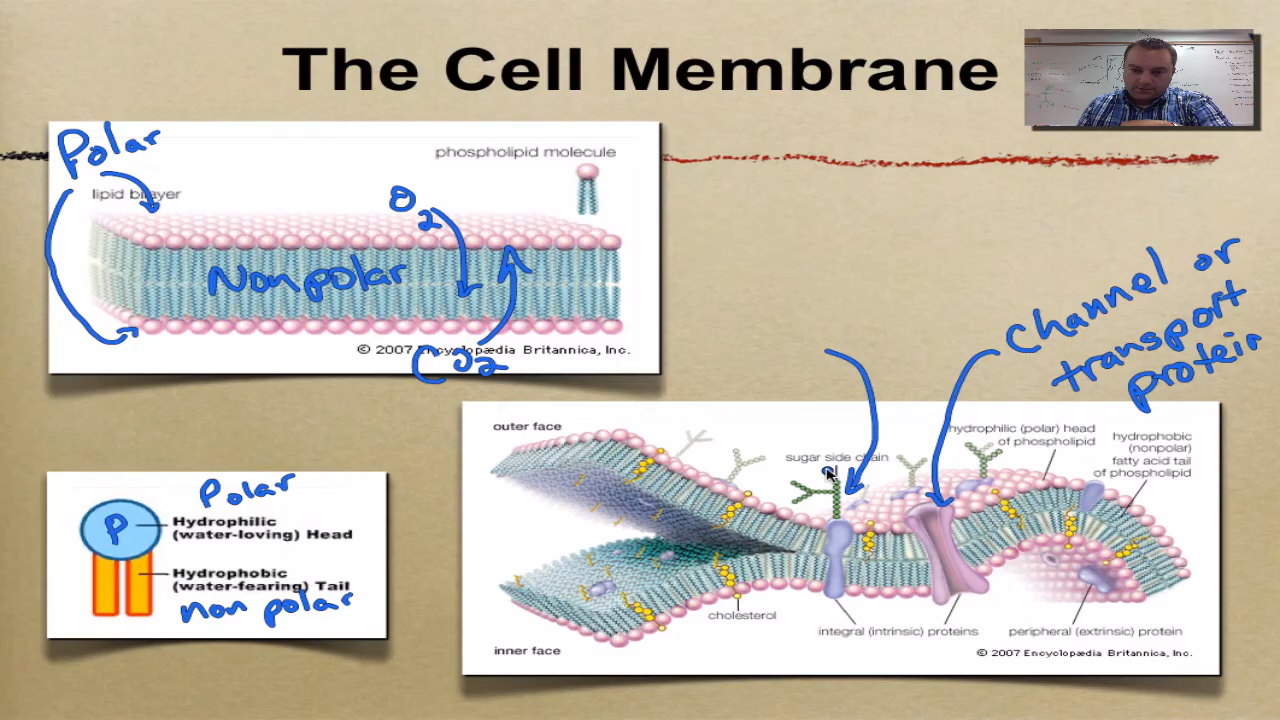 The Cell Membrane
Polar
phospholipid molecule
lipid bilayer
O2
Nonpolar
© 2007 Encyclopædia Britannica, Inc.
CO2
Channel or
transport
protein
outer face
hydrophilic (polar) head
of phospholipid
hydrophobic
(nonpolar)
fatty acid tail
of phospholipid
sugar side chain
cholesterol
integral (intrinsic) proteins
peripheral (extrinsic) protein
inner face
© 2007 Encyclopædia Britannica, Inc.
Polar
P
Hydrophilic
(water-loving) Head
Hydrophobic
(water-fearing) Tail
non polar